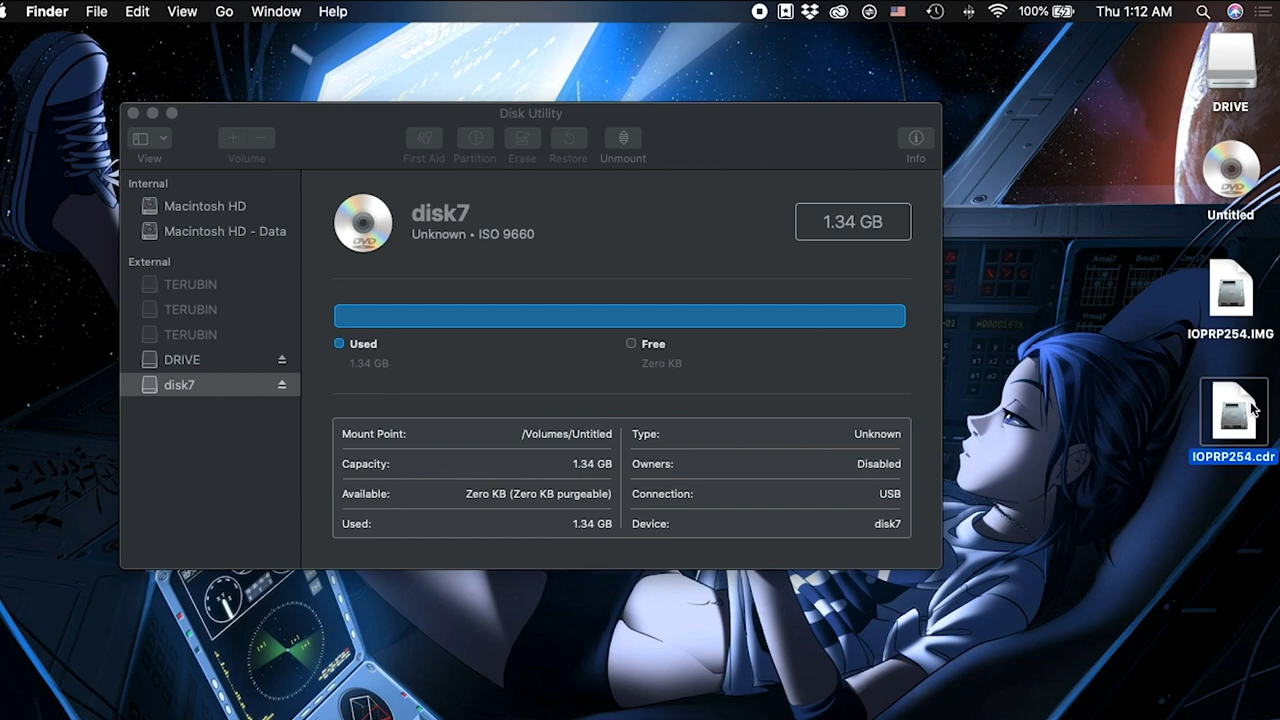 Finder File Edit View Go Window Help 100% Thu 1:12 AM
Disk Utility
View Volume First Aid Partition Erase Restore Unmount Info
Internal
Macintosh HD
Macintosh HD - Data
External
TERUBIN
TERUBIN
TERUBIN
DRIVE
disk7
DVD
disk7
Unknown • ISO 9660
1.34 GB
Used
1.34 GB
Free
Zero KB
Mount Point: /Volumes/Untitled
Capacity: 1.34 GB
Available: Zero KB (Zero KB purgeable)
Used: 1.34 GB
Type: Unknown
Owners: Disabled
Connection: USB
Device: disk7
DRIVE
DVD
Untitled
IOPRP254.IMG
IOPRP254.cdr
Amaj7